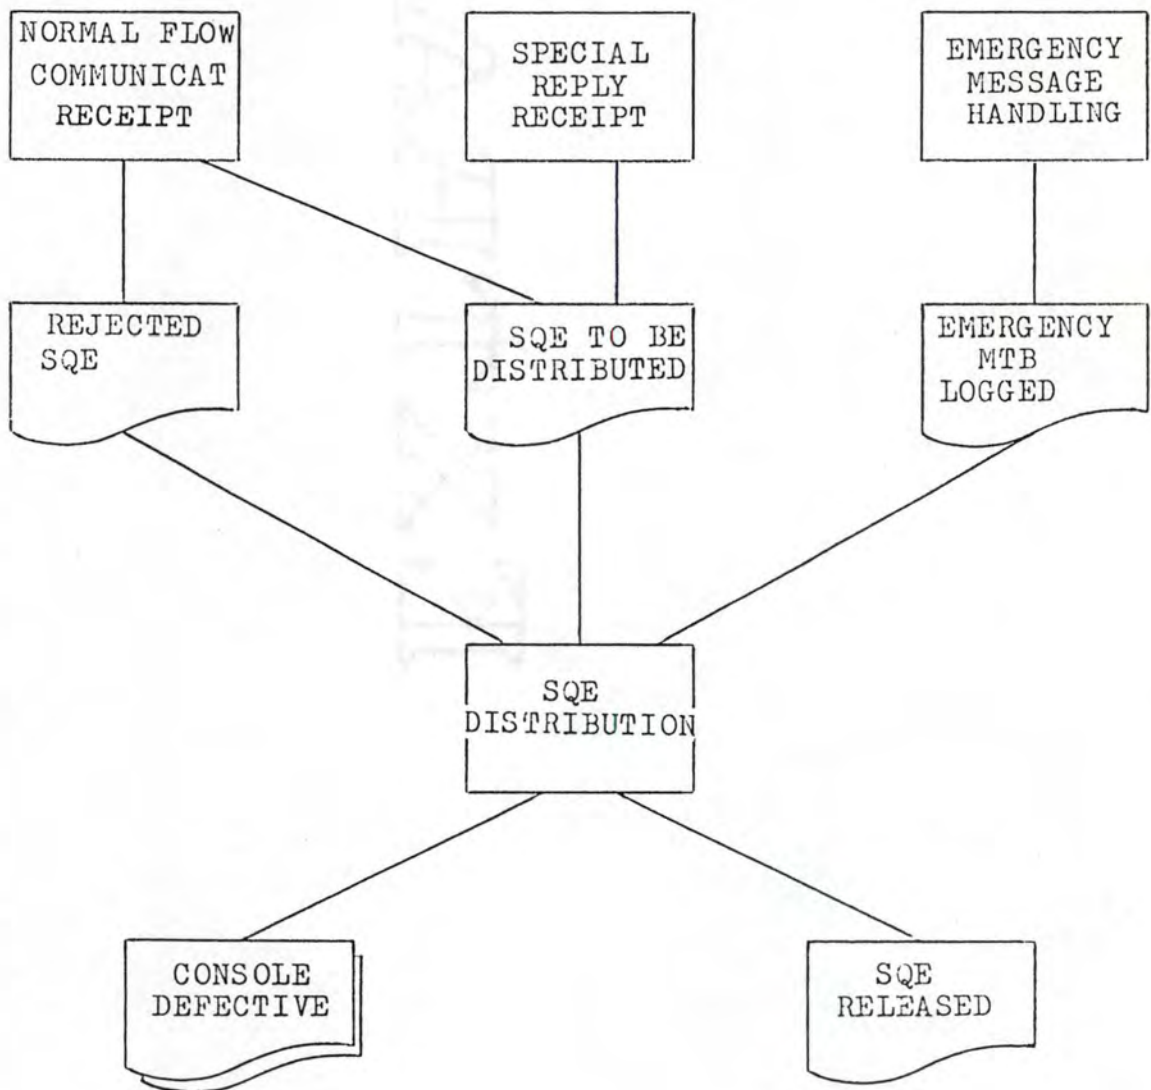 NORMAL FLOW
COMMUNICAT
RECEIPT
SPECIAL
REPLY
RECEIPT
EMERGENCY
MESSAGE
HANDLING
REJECTED
SQE
SQE TO BE
DISTRIBUTED
EMERGENCY
MTB
LOGGED
SQE
DISTRIBUTION
CONSOLE
DEFECTIVE
SQE
RELEASED